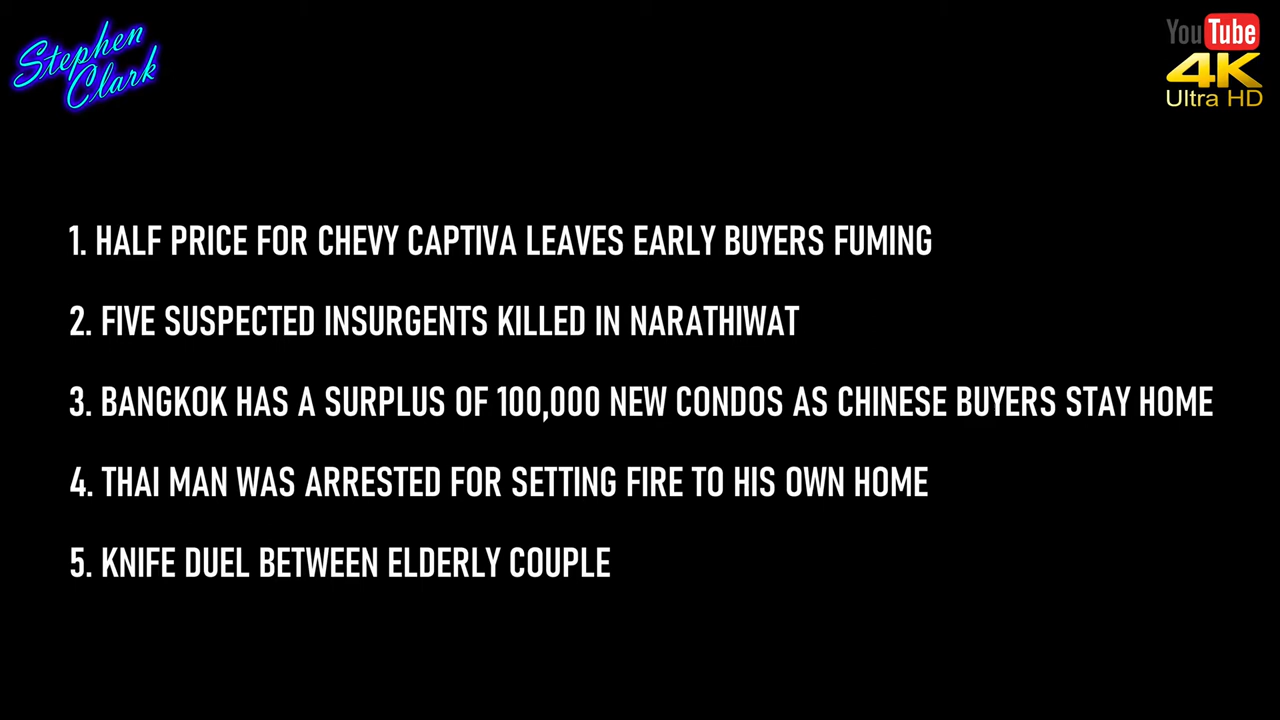 Stephen
Clark
YouTube
4K
Ultra HD
1. HALF PRICE FOR CHEVY CAPTIVA LEAVES EARLY BUYERS FUMING
2. FIVE SUSPECTED INSURGENTS KILLED IN NARATHIWAT
3. BANGKOK HAS A SURPLUS OF 100,000 NEW CONDOS AS CHINESE BUYERS STAY HOME
4. THAI MAN WAS ARRESTED FOR SETTING FIRE TO HIS OWN HOME
5. KNIFE DUEL BETWEEN ELDERLY COUPLE